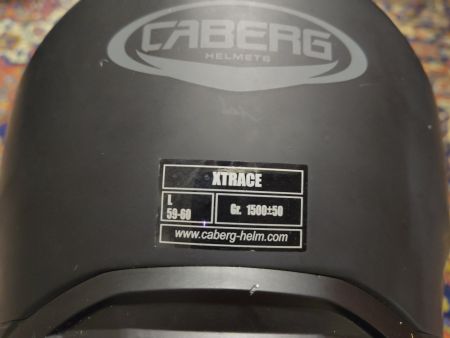 CABERG
HELMETS
XTRACE
L
59-60
Gr. 1500±50
www.caberg-helm.com